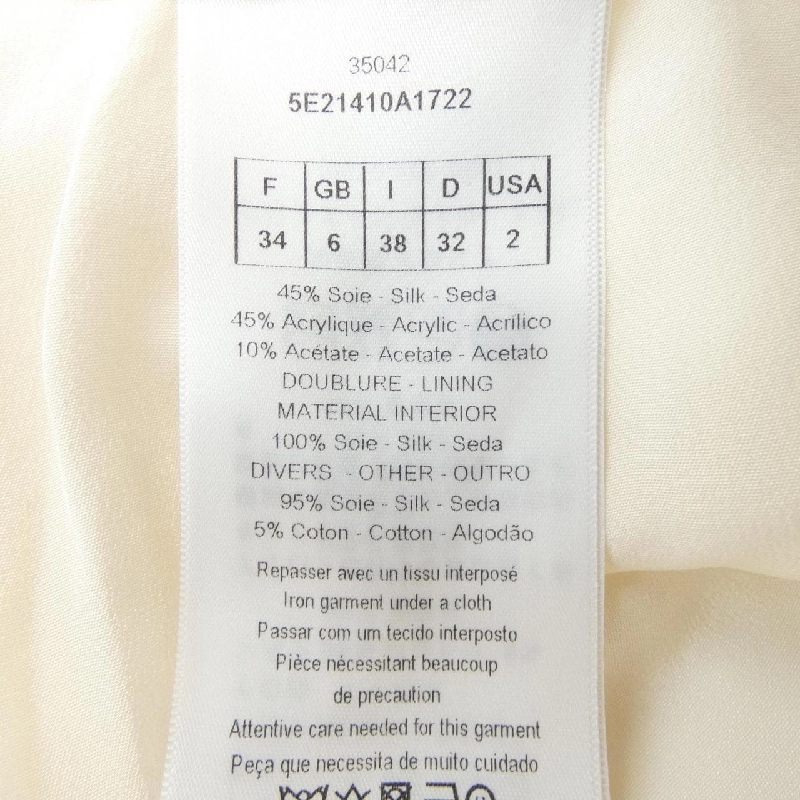 35042
5E21410A1722
F GB I D USA
34 6 38 32 2
45% Soie - Silk - Seda
45% Acrylique - Acrylic - Acrílico
10% Acétate - Acetate - Acetato
DOUBLURE - LINING
MATERIAL INTERIOR
100% Soie - Silk - Seda
DIVERS - OTHER - OUTRO
95% Soie - Silk - Seda
5% Coton - Cotton - Algodão
Repasser avec un tissu interposé
Iron garment under a cloth
Passar com um tecido interposto
Pièce nécessitant beaucoup
de precaution
Attentive care needed for this garment
Peça que necessita de muito cuidado